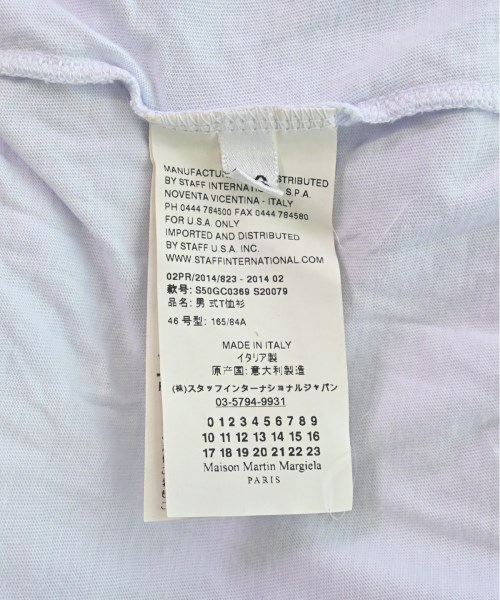 MANUFACTUR DISTRIBUTED
BY STAFF INTERNATIO S.P.A.
NOVENTA VICENTINA - ITALY
PH 0444 784500 FAX 0444 784580
FOR U.S.A. ONLY
IMPORTED AND DISTRIBUTED
BY STAFF U.S.A. INC.
WWW.STAFFINTERNATIONAL.COM
02PR/2014/823 - 2014 02
款号: S50GC0369 S20079
品名: 男 式T恤衫
46 号型: 165/84A
MADE IN ITALY
イタリア製
原产国: 意大利製造
(株)スタッフインターナショナルジャパン
03-5794-9931
0 1 2 3 4 5 6 7 8 9
10 11 12 13 14 15 16
17 18 19 20 21 22 23
Maison Martin Margiela
PARIS